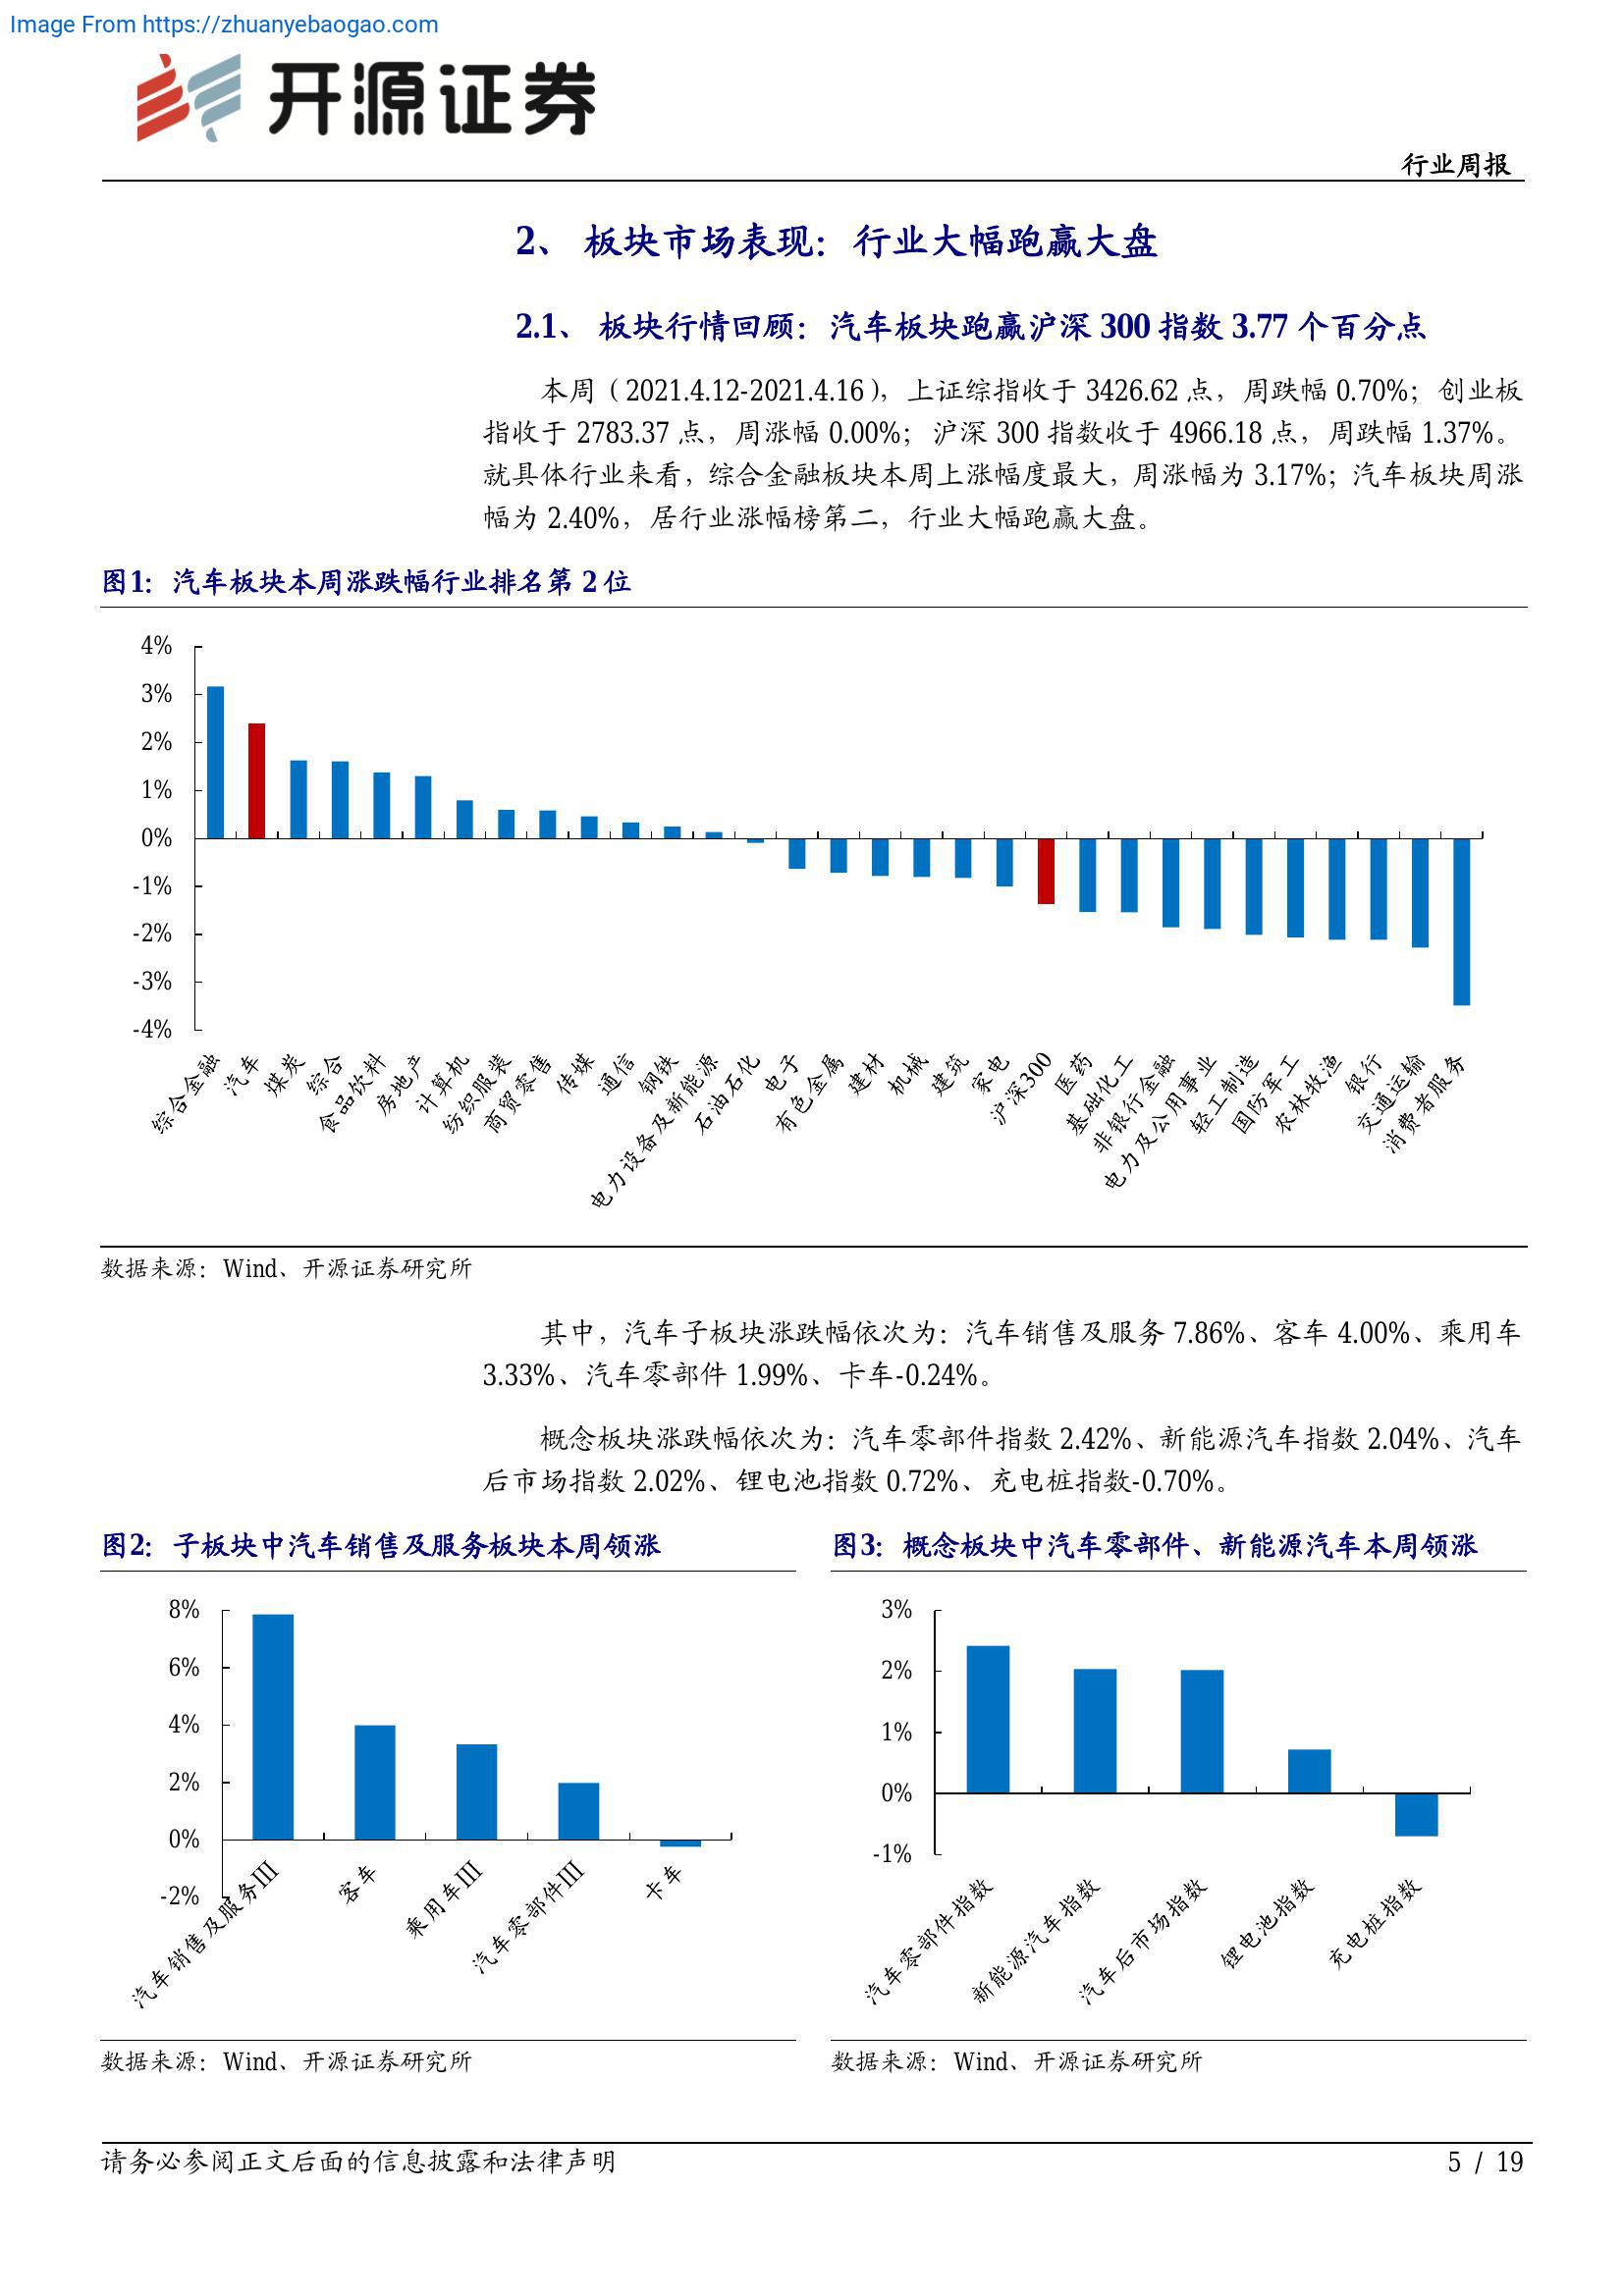 Image From https://zhuanyebaogao.com
开源证券
行业周报
2、 板块市场表现：行业大幅跑赢大盘
2.1、 板块行情回顾：汽车板块跑赢沪深 300 指数 3.77 个百分点
本周（2021.4.12-2021.4.16），上证综指收于 3426.62 点，周跌幅 0.70%；创业板
指收于 2783.37 点，周涨幅 0.00%；沪深 300 指数收于 4966.18 点，周跌幅 1.37%。
就具体行业来看，综合金融板块本周上涨幅度最大，周涨幅为 3.17%；汽车板块周涨
幅为 2.40%，居行业涨幅榜第二，行业大幅跑赢大盘。
图1：汽车板块本周涨跌幅行业排名第 2 位
4%
3%
2%
1%
0%
-1%
-2%
-3%
-4%
综合金融
汽车
煤炭
综合
食品饮料
房地产
计算机
纺织服装
商贸零售
传媒
通信
钢铁
电力设备及新能源
石油石化
电子
有色金属
建材
机械
建筑
家电
沪深300
医药
基础化工
非银行金融
电力及公用事业
轻工制造
国防军工
农林牧渔
银行
交通运输
消费者服务
数据来源：Wind、开源证券研究所
其中，汽车子板块涨跌幅依次为：汽车销售及服务 7.86%、客车 4.00%、乘用车
3.33%、汽车零部件 1.99%、卡车-0.24%。
概念板块涨跌幅依次为：汽车零部件指数 2.42%、新能源汽车指数 2.04%、汽车
后市场指数 2.02%、锂电池指数 0.72%、充电桩指数-0.70%。
图2：子板块中汽车销售及服务板块本周领涨
8%
6%
4%
2%
0%
-2%
汽车销售及服务III
客车
乘用车III
汽车零部件III
卡车
数据来源：Wind、开源证券研究所
图3：概念板块中汽车零部件、新能源汽车本周领涨
3%
2%
1%
0%
-1%
汽车零部件指数
新能源汽车指数
汽车后市场指数
锂电池指数
充电桩指数
数据来源：Wind、开源证券研究所
请务必参阅正文后面的信息披露和法律声明
5 / 19